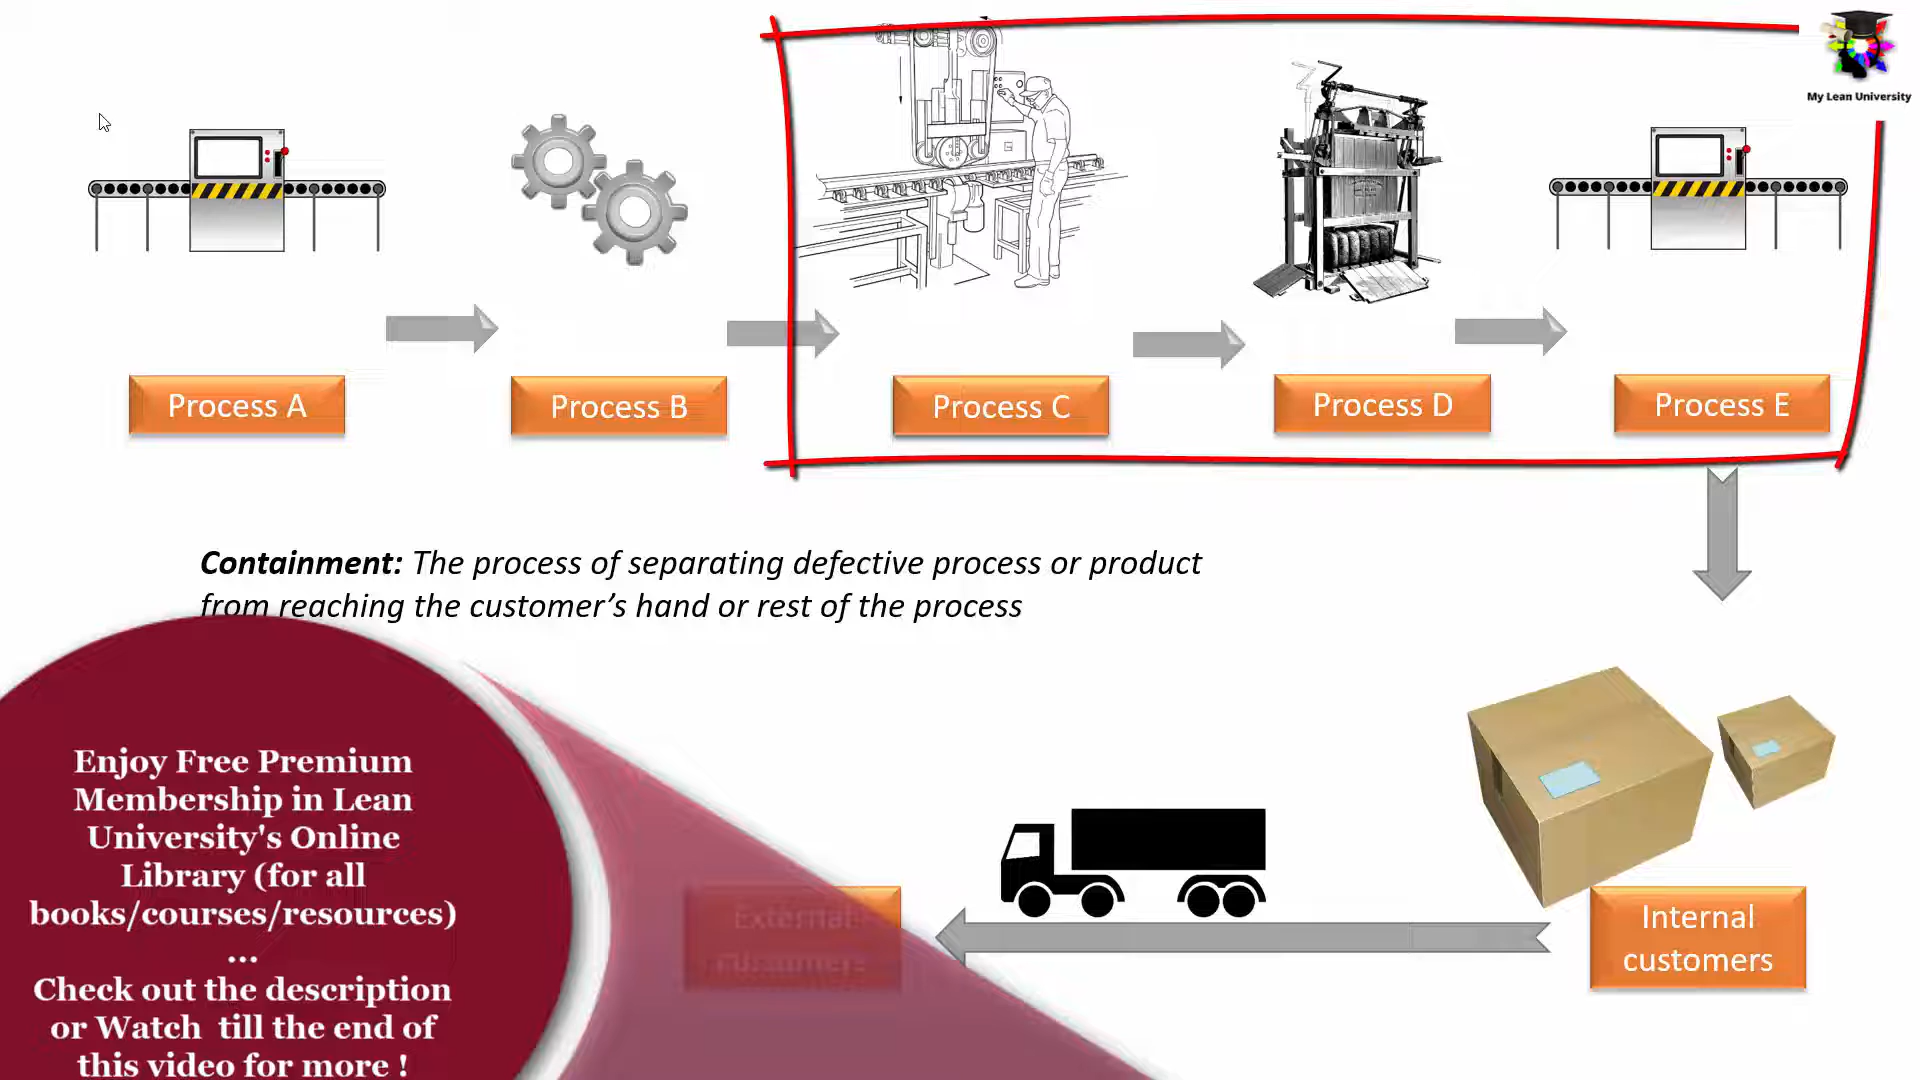 My Lean University
Process A
Process B
Process C
Process D
Process E
Containment: The process of separating defective process or product
from reaching the customer's hand or rest of the process
Enjoy Free Premium
Membership in Lean
University's Online
Library (for all
books/courses/resources)
...
Check out the description
or Watch till the end of
this video for more !
External
customers
Internal
customers